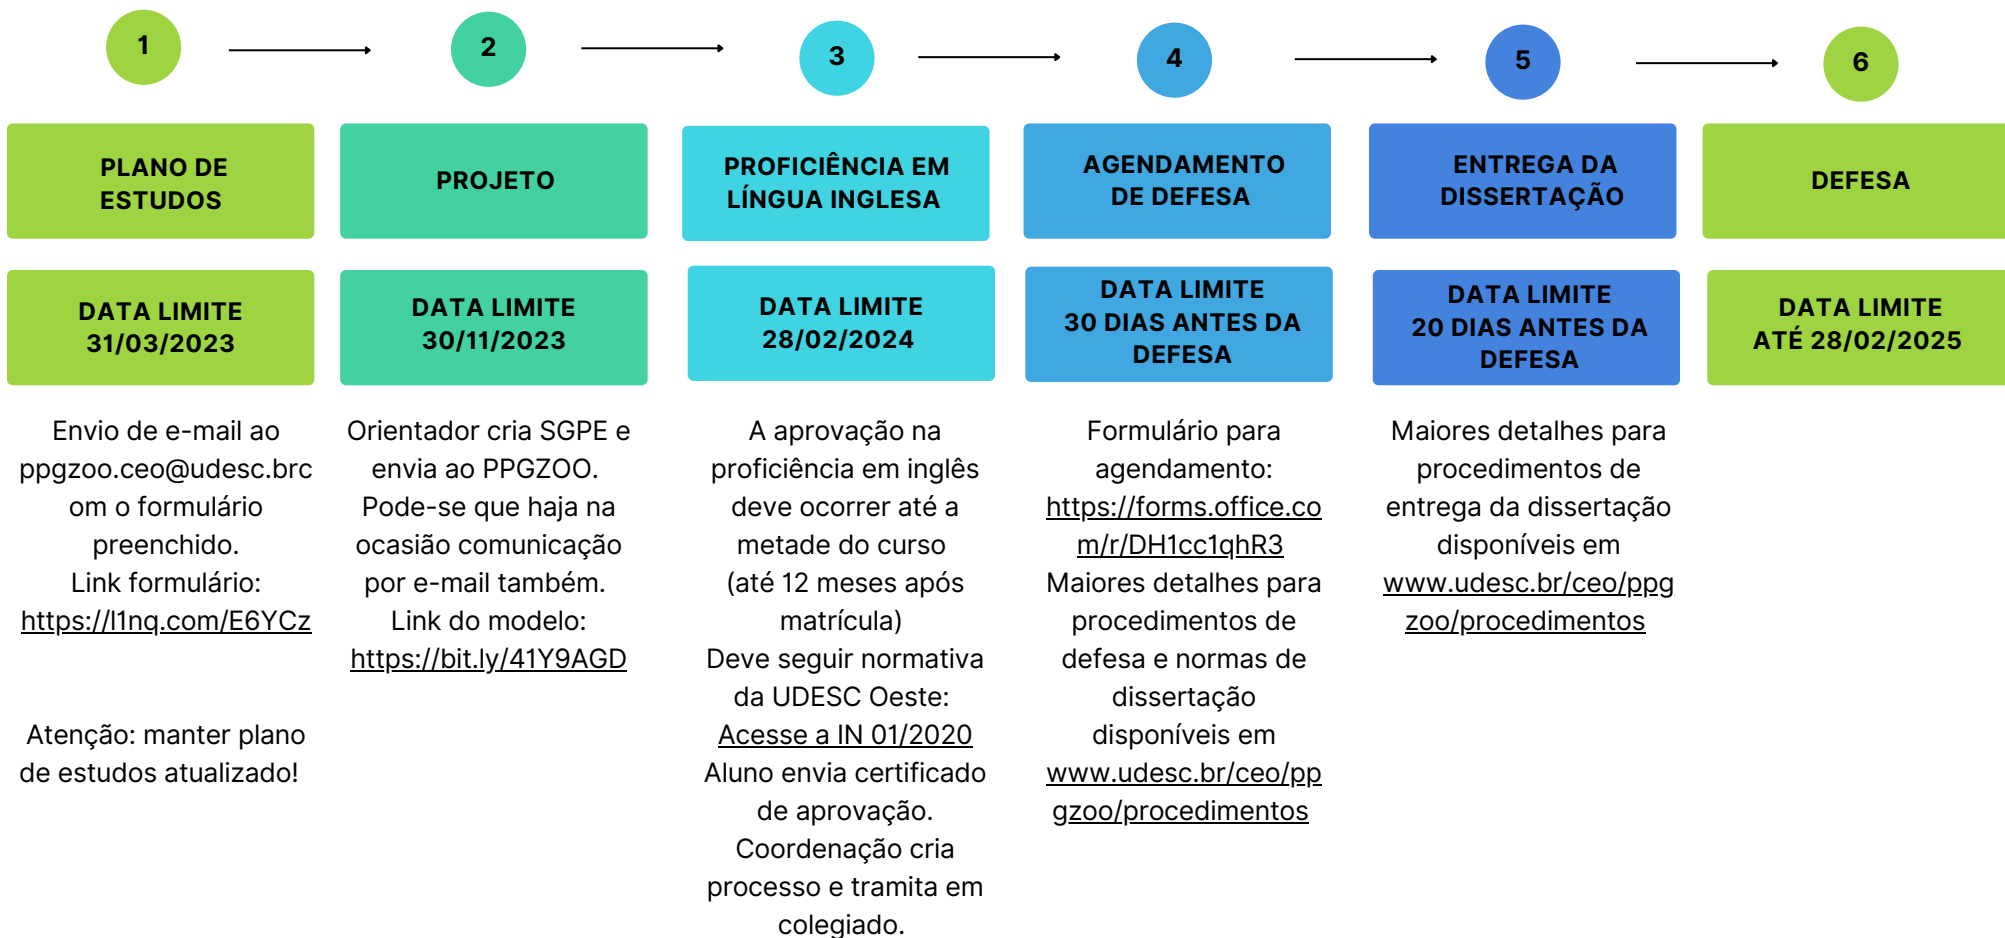 1
2
3
4
5
6
PLANO DE
ESTUDOS
PROJETO
PROFICIÊNCIA EM
LÍNGUA INGLESA
AGENDAMENTO
DE DEFESA
ENTREGA DA
DISSERTAÇÃO
DEFESA
DATA LIMITE
31/03/2023
DATA LIMITE
30/11/2023
DATA LIMITE
28/02/2024
DATA LIMITE
30 DIAS ANTES DA
DEFESA
DATA LIMITE
20 DIAS ANTES DA
DEFESA
DATA LIMITE
ATÉ 28/02/2025
Envio de e-mail ao
ppgzoo.ceo@udesc.brc
om o formulário
preenchido.
Link formulário:
https://l1nq.com/E6YCz
Atenção: manter plano
de estudos atualizado!
Orientador cria SGPE e
envia ao PPGZOO.
Pode-se que haja na
ocasião comunicação
por e-mail também.
Link do modelo:
https://bit.ly/41Y9AGD
A aprovação na
proficiência em inglês
deve ocorrer até a
metade do curso
(até 12 meses após
matrícula)
Deve seguir normativa
da UDESC Oeste:
Acesse a IN 01/2020
Aluno envia certificado
de aprovação.
Coordenação cria
processo e tramita em
colegiado.
Formulário para
agendamento:
https://forms.office.co
m/r/DH1cc1qhR3
Maiores detalhes para
procedimentos de
defesa e normas de
dissertação
disponíveis em
www.udesc.br/ceo/pp
gzoo/procedimentos
Maiores detalhes para
procedimentos de
entrega da dissertação
disponíveis em
www.udesc.br/ceo/ppg
zoo/procedimentos